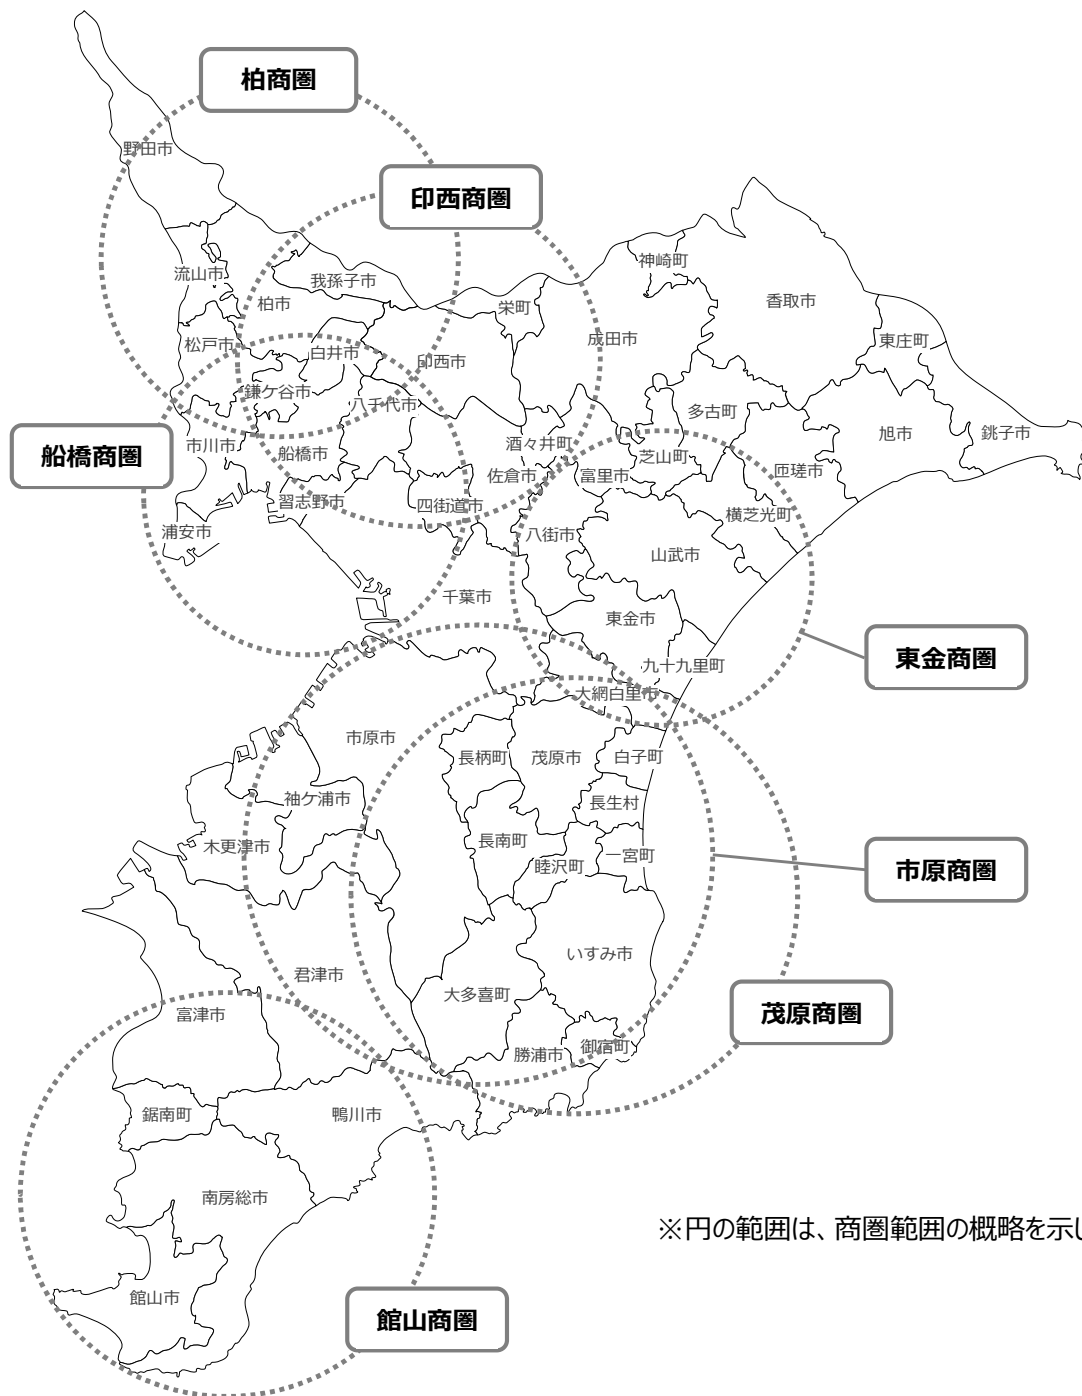 柏商圏
野田市
印西商圏
神崎町
流山市
我孫子市
柏市
栄町
香取市
成田市
東庄町
松戸市
白井市
印西市
鎌ケ谷市
八千代市
多古町
旭市
銚子市
市川市
船橋市
酒々井町
芝山町
船橋商圏
佐倉市
富里市
匝瑳市
習志野市
四街道市
横芝光町
浦安市
八街市
山武市
千葉市
東金市
東金商圏
九十九里町
大網白里市
市原市
長柄町
茂原市
白子町
袖ケ浦市
長生村
木更津市
長南町
一宮町
睦沢町
市原商圏
いすみ市
君津市
大多喜町
富津市
茂原商圏
勝浦市
御宿町
鋸南町
鴨川市
南房総市
※円の範囲は、商圏範囲の概略を示し
館山市
館山商圏